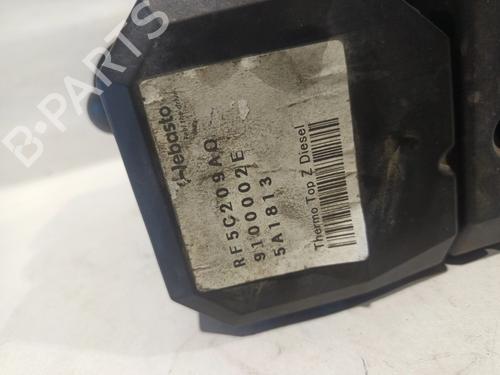 B-PARTS
Webasto
RF5C209AD
9100002E
5A1813
Thermo Top Z Diesel